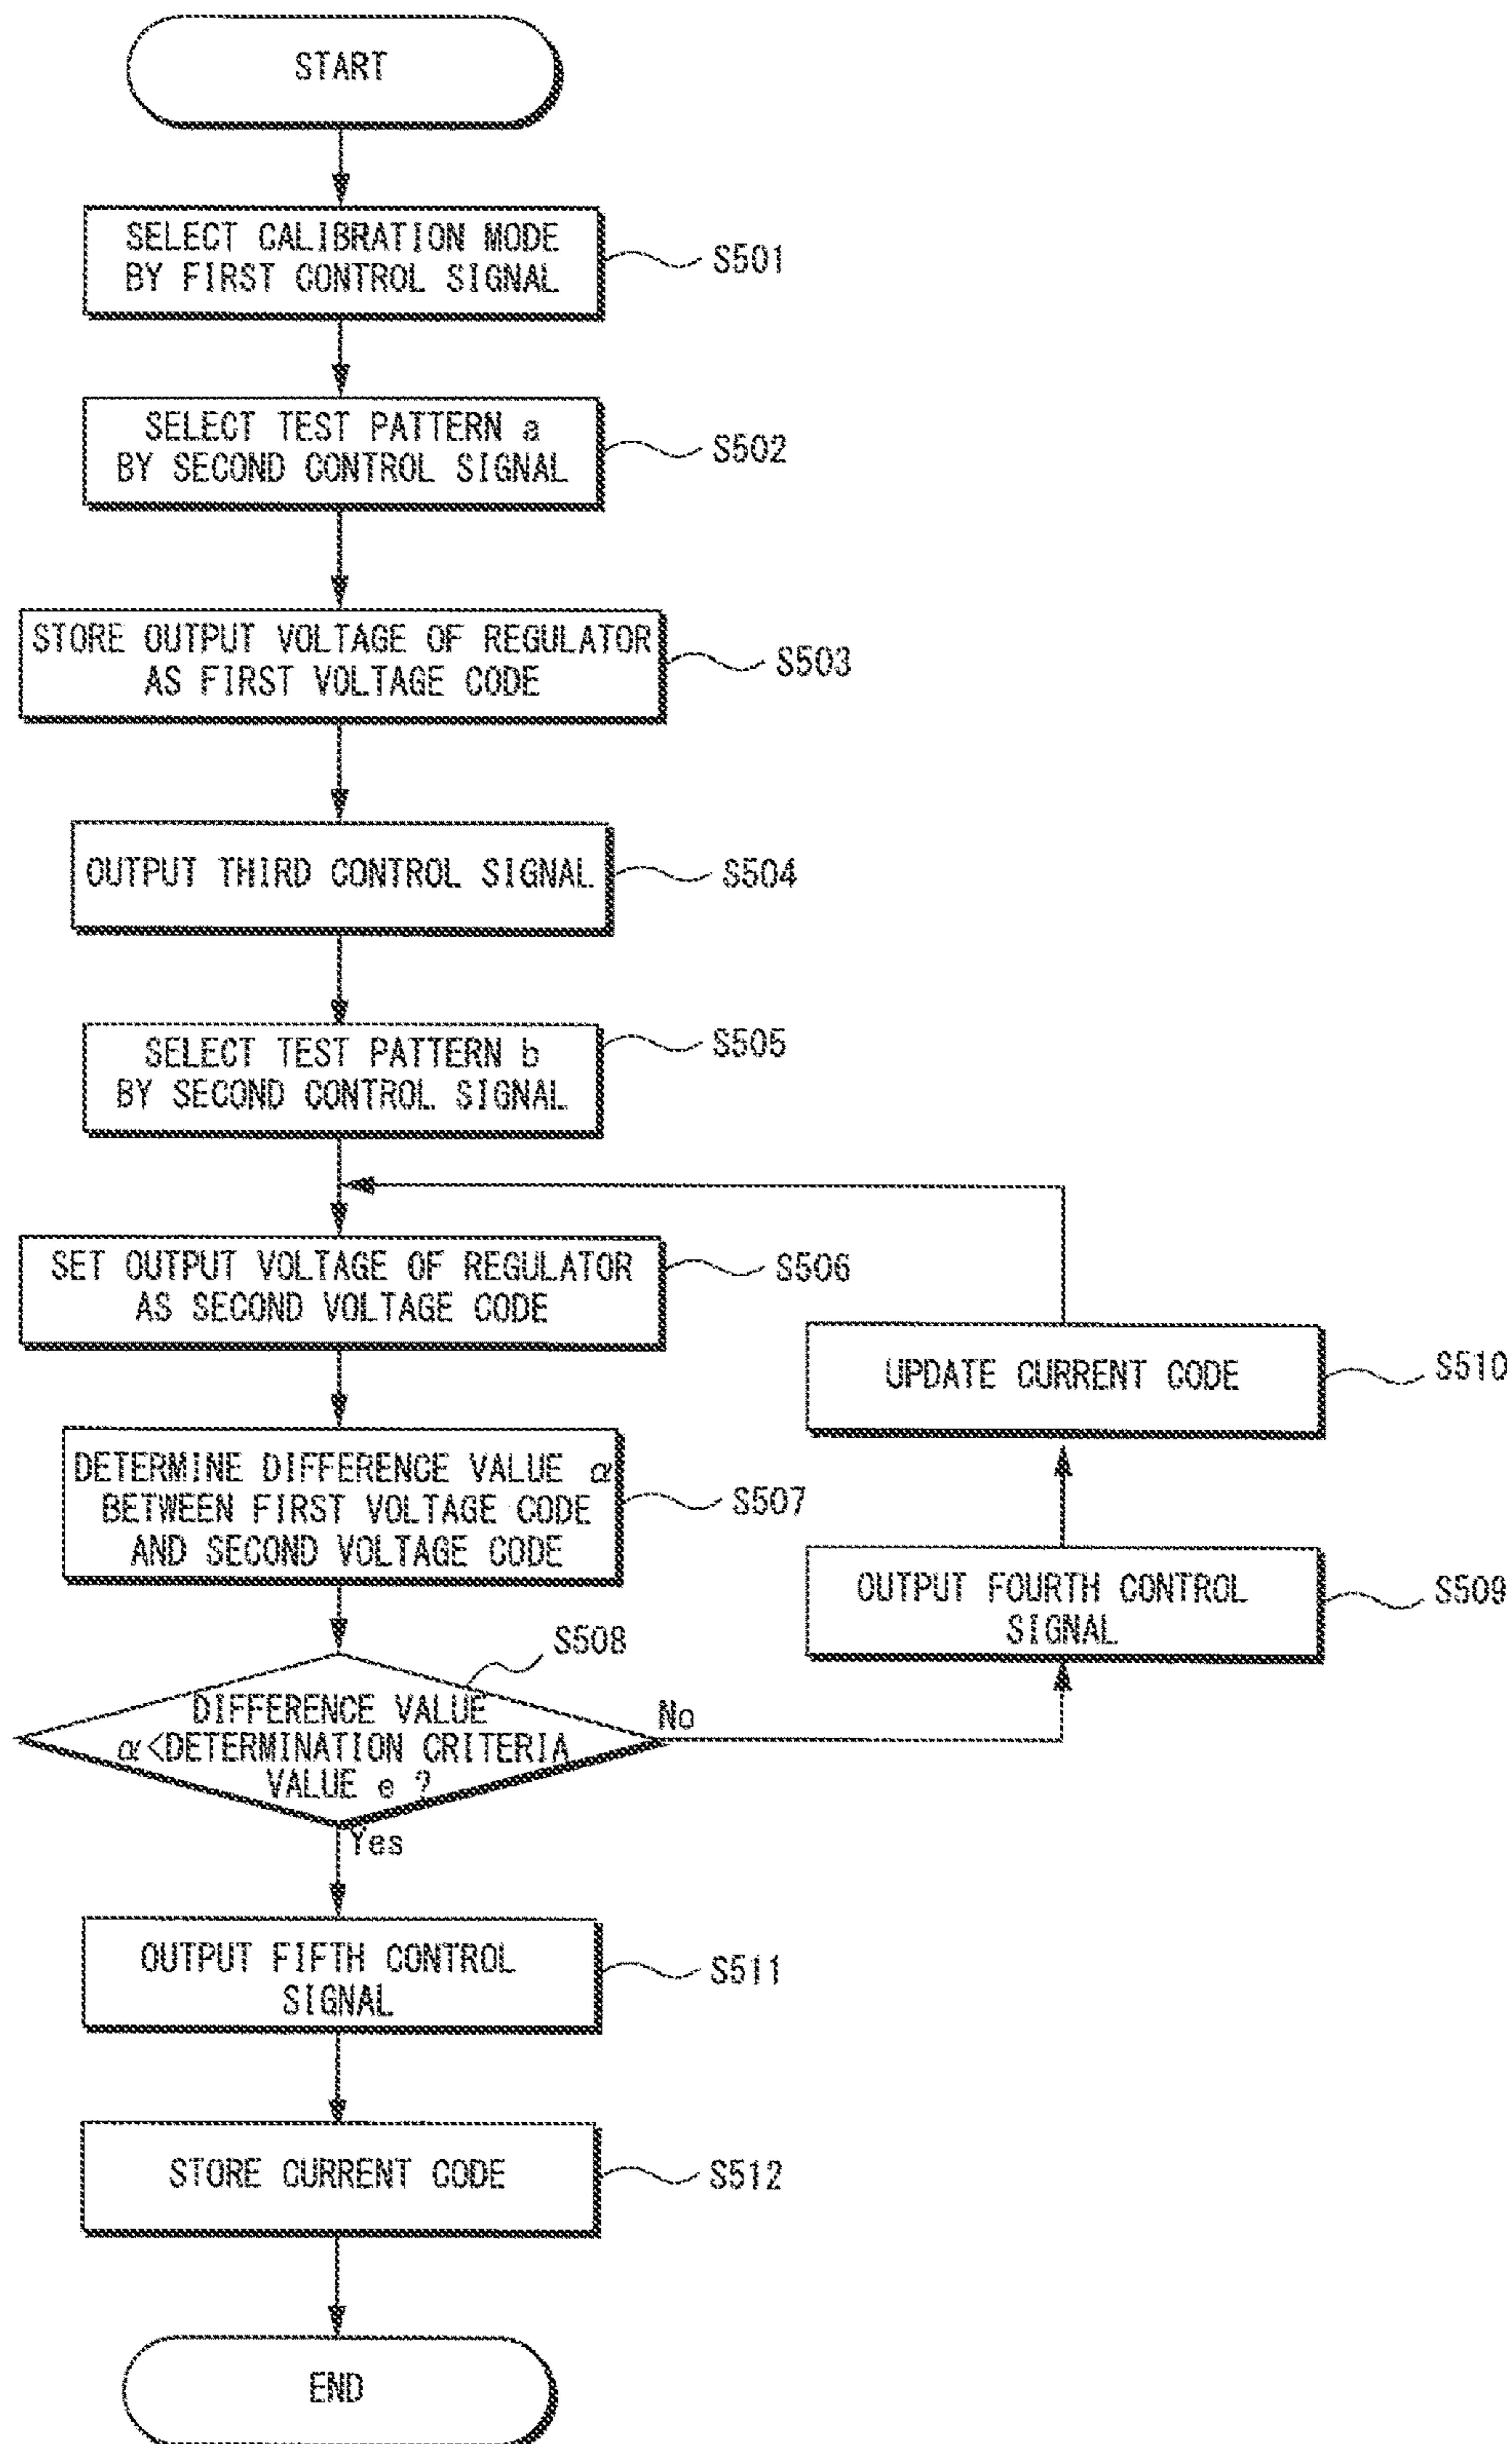 START
SELECT CALIBRATION MODE
BY FIRST CONTROL SIGNAL
S501
SELECT TEST PATTERN a
BY SECOND CONTROL SIGNAL
S502
STORE OUTPUT VOLTAGE OF REGULATOR
AS FIRST VOLTAGE CODE
S503
OUTPUT THIRD CONTROL SIGNAL
S504
SELECT TEST PATTERN b
BY SECOND CONTROL SIGNAL
S505
SET OUTPUT VOLTAGE OF REGULATOR
AS SECOND VOLTAGE CODE
S506
DETERMINE DIFFERENCE VALUE α
BETWEEN FIRST VOLTAGE CODE
AND SECOND VOLTAGE CODE
S507
S508
DIFFERENCE VALUE
α<DETERMINATION CRITERIA
VALUE e ?
No
Yes
OUTPUT FOURTH CONTROL
SIGNAL
S509
UPDATE CURRENT CODE
S510
OUTPUT FIFTH CONTROL
SIGNAL
S511
STORE CURRENT CODE
S512
END